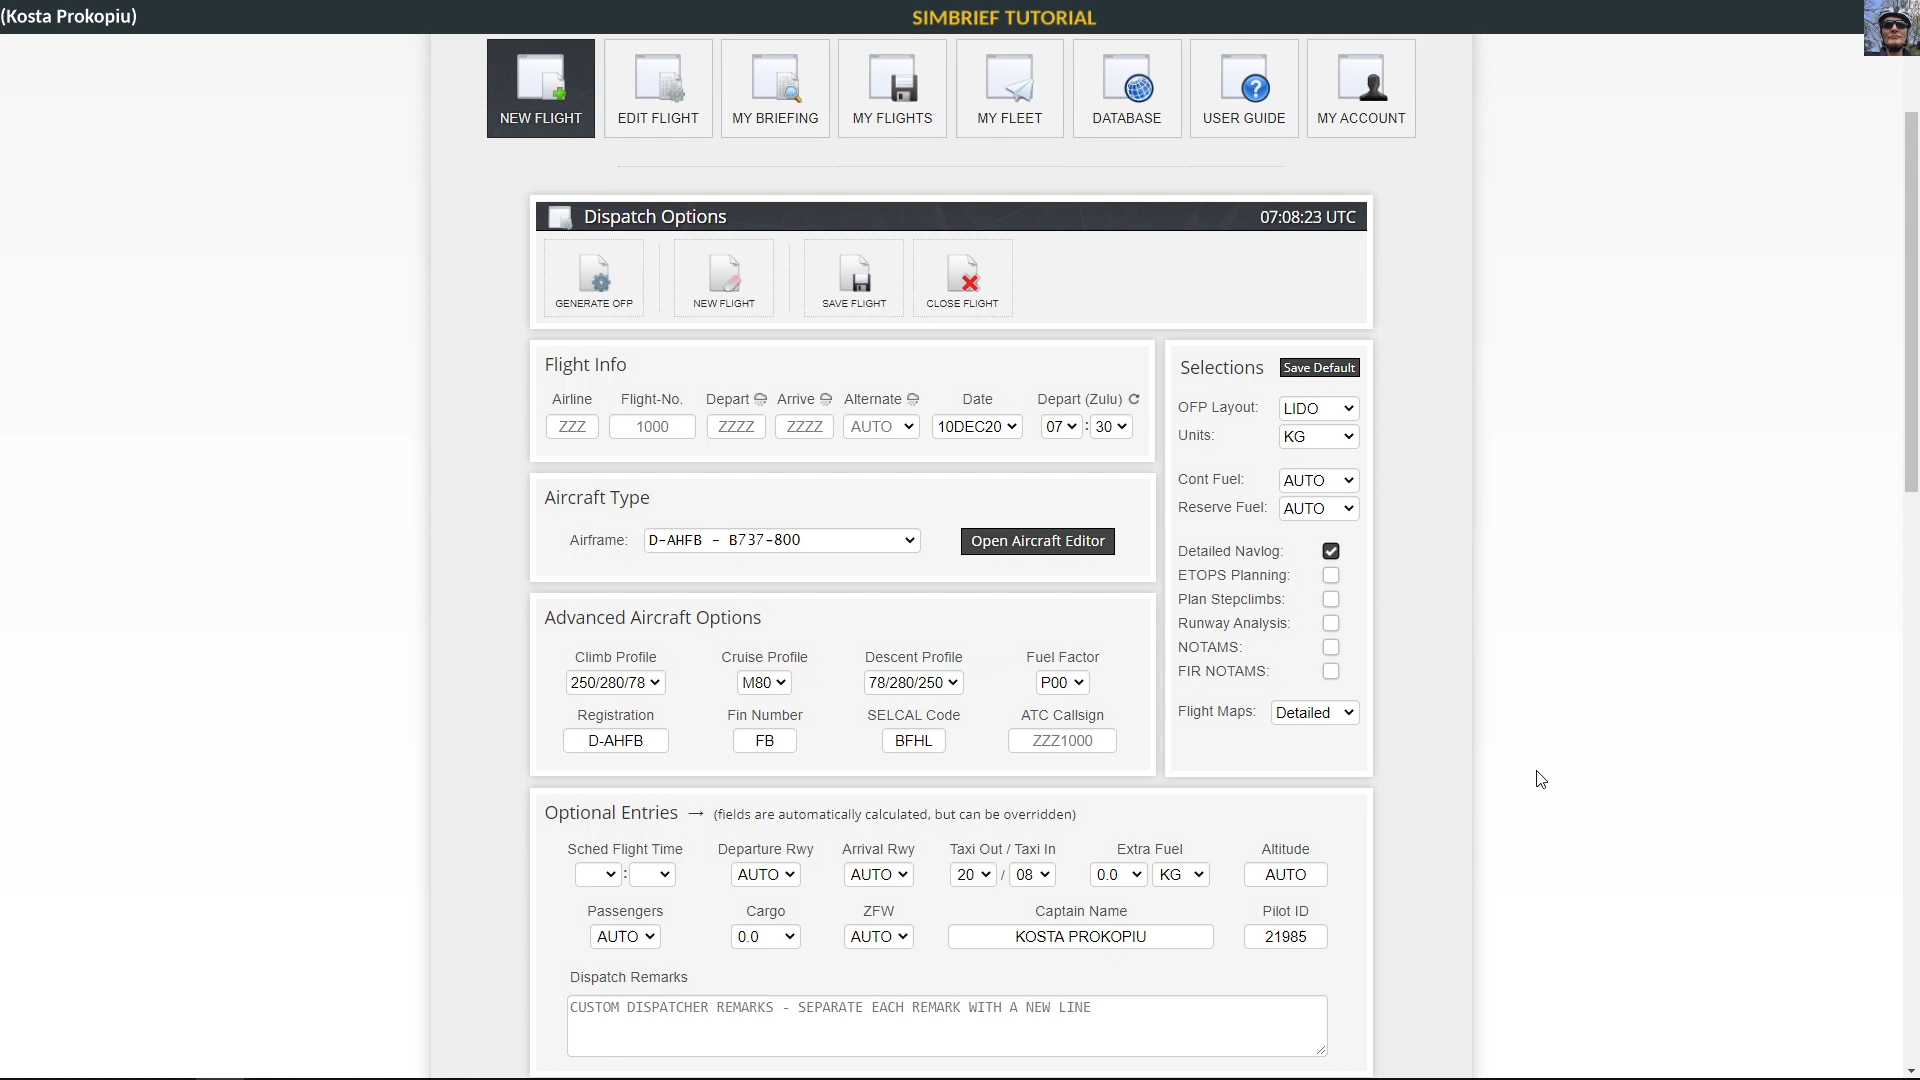 (Kosta Prokopiu)
SIMBRIEF TUTORIAL
NEW FLIGHT EDIT FLIGHT MY BRIEFING MY FLIGHTS MY FLEET DATABASE USER GUIDE MY ACCOUNT
Dispatch Options 07:08:23 UTC
GENERATE OFP NEW FLIGHT SAVE FLIGHT CLOSE FLIGHT
Flight Info
Airline Flight-No. Depart Arrive Alternate Date Depart (Zulu)
ZZZ 1000 ZZZZ ZZZZ AUTO 10DEC20 07 : 30
Aircraft Type
Airframe: D-AHFB - B737-800 Open Aircraft Editor
Advanced Aircraft Options
Climb Profile Cruise Profile Descent Profile Fuel Factor
250/280/78 M80 78/280/250 P00
Registration Fin Number SELCAL Code ATC Callsign
D-AHFB FB BFHL ZZZ1000
Selections Save Default
OFP Layout: LIDO
Units: KG
Cont Fuel: AUTO
Reserve Fuel: AUTO
Detailed Navlog:
ETOPS Planning:
Plan Stepclimbs:
Runway Analysis:
NOTAMS:
FIR NOTAMS:
Flight Maps: Detailed
Optional Entries → (fields are automatically calculated, but can be overridden)
Sched Flight Time Departure Rwy Arrival Rwy Taxi Out / Taxi In Extra Fuel Altitude
: AUTO AUTO 20 / 08 0.0 KG AUTO
Passengers Cargo ZFW Captain Name Pilot ID
AUTO 0.0 AUTO KOSTA PROKOPIU 21985
Dispatch Remarks
CUSTOM DISPATCHER REMARKS - SEPARATE EACH REMARK WITH A NEW LINE